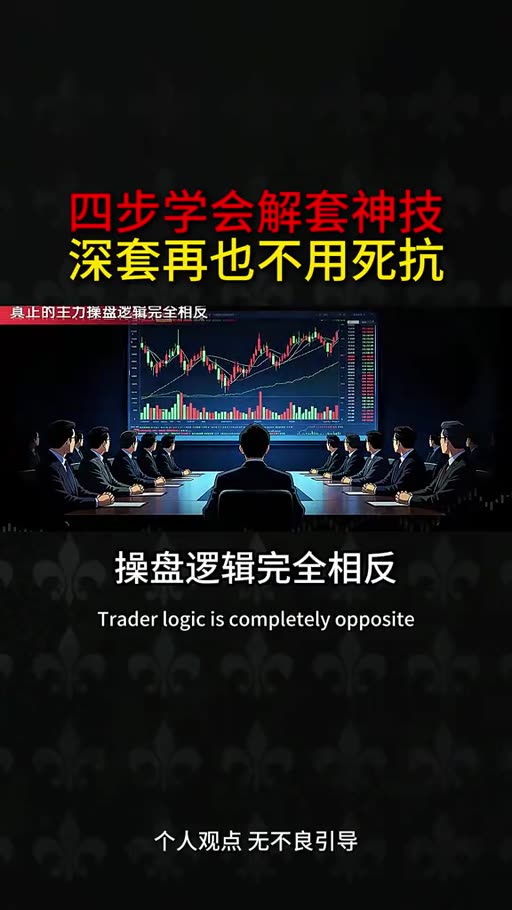 四步学会解套神技
深套再也不用死抗
真正的主力操盘逻辑完全相反
操盘逻辑完全相反
Trader logic is completely opposite
个人观点 无不良引导